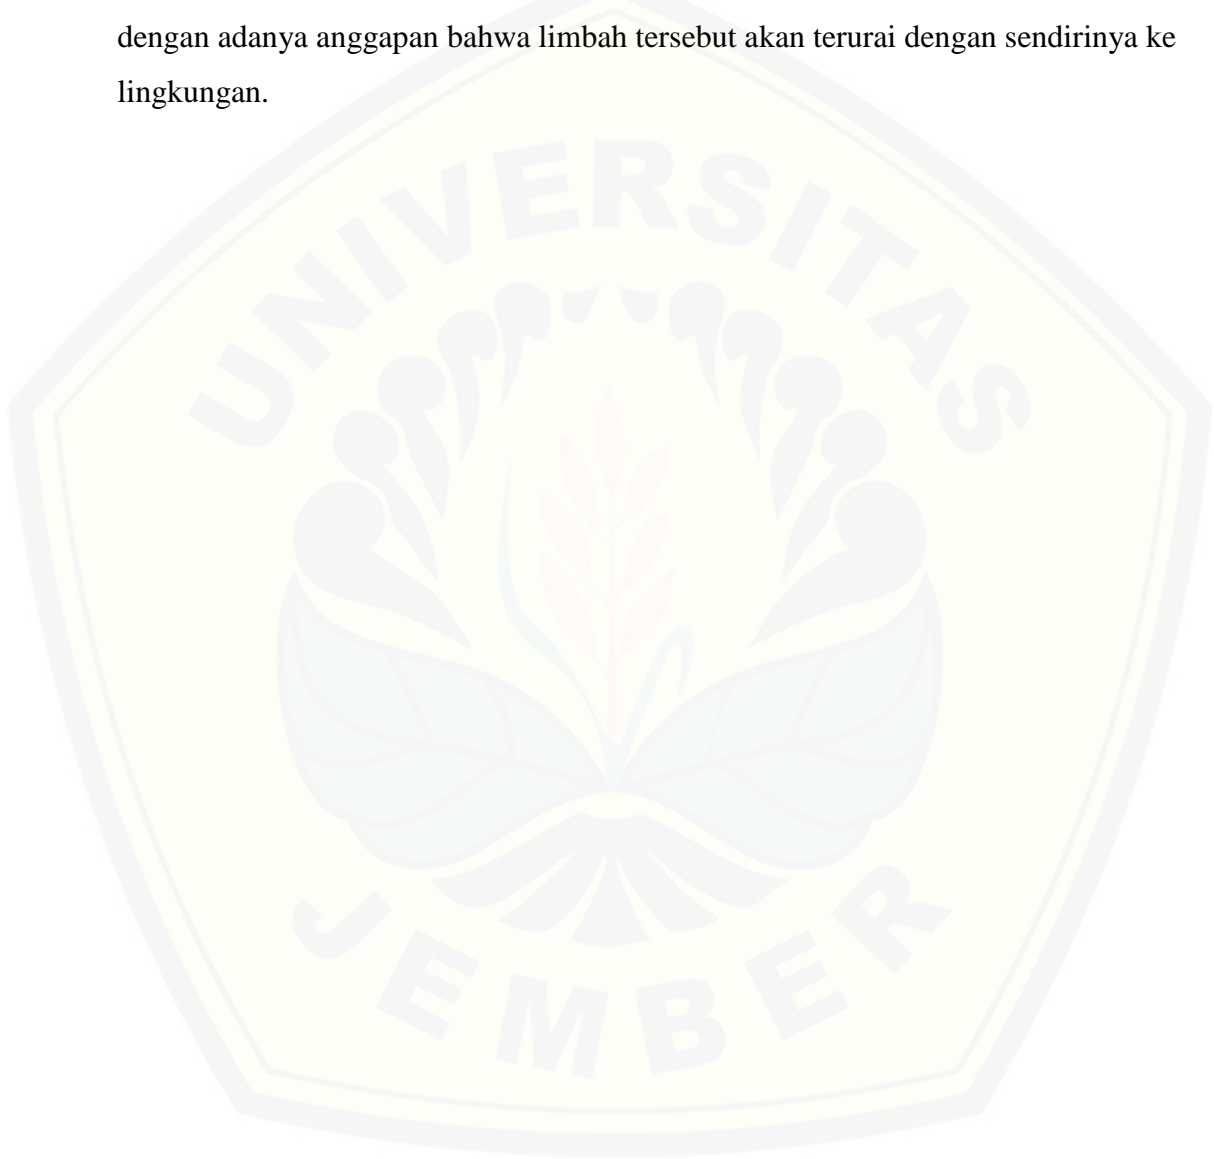 dengan adanya anggapan bahwa limbah tersebut akan terurai dengan sendirinya ke
lingkungan.
UNIVERSITAS
JEMBER